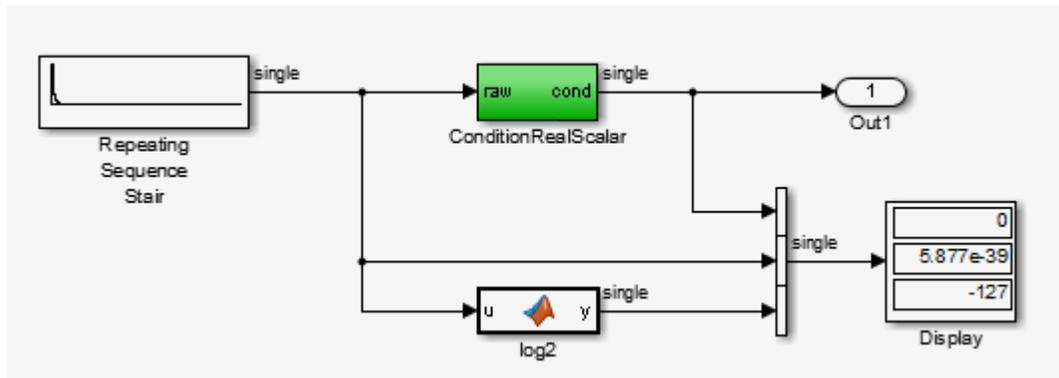 single
Repeating
Sequence
Stair
raw cond
single
ConditionRealScalar
1
Out1
single
0
5.877e-39
-127
Display
u y
single
log2